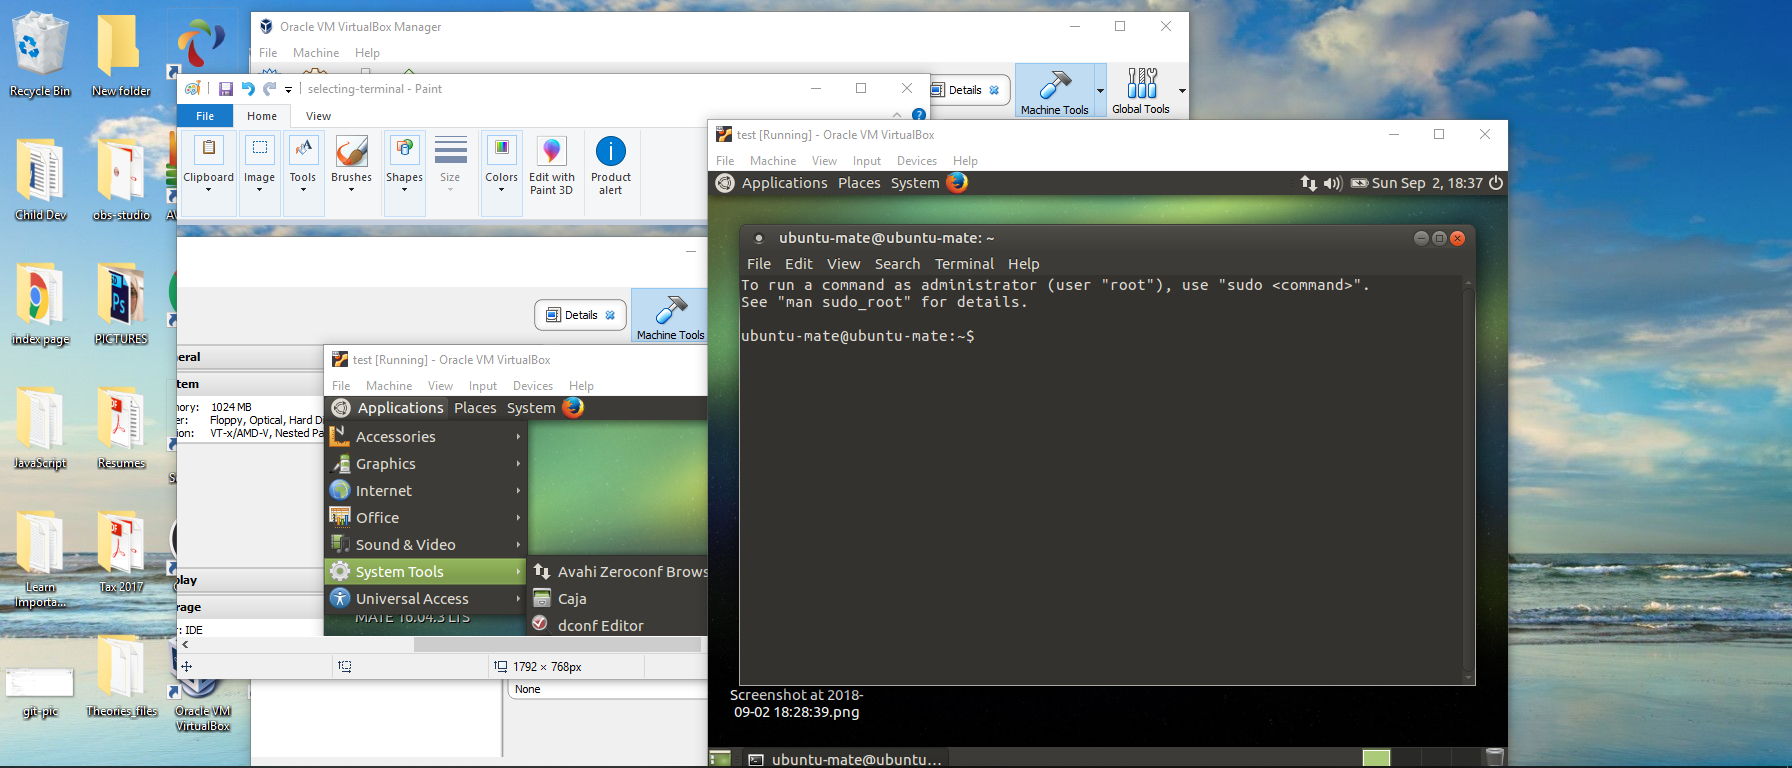 Recycle Bin
New folder
Child Dev
obs-studio
index page
PICTURES
JavaScript
Resumes
Learn
Importa...
Tax 2017
git-pic
Theories_files
Oracle VM
VirtualBox
Oracle VM VirtualBox Manager
File Machine Help
Details
Machine Tools
Global Tools
selecting-terminal - Paint
File Home View
Clipboard
Image
Tools
Brushes
Shapes
Size
Colors
Edit with
Paint 3D
Product
alert
Details
Machine Tools
eral
tem
nory: 1024 MB
er: Floppy, Optical, Hard Di
ion: VT-x/AMD-V, Nested Pa
play
rage
: IDE
test [Running] - Oracle VM VirtualBox
File Machine View Input Devices Help
Applications Places System
Accessories
Graphics
Internet
Office
Sound & Video
System Tools
Universal Access
MATE 16.04.3 LTS
Avahi Zeroconf Brows
Caja
dconf Editor
1792 × 768px
None
test [Running] - Oracle VM VirtualBox
File Machine View Input Devices Help
Applications Places System
Sun Sep 2, 18:37
ubuntu-mate@ubuntu-mate: ~
File Edit View Search Terminal Help
To run a command as administrator (user "root"), use "sudo <command>".
See "man sudo_root" for details.
ubuntu-mate@ubuntu-mate:~$
Screenshot at 2018-
09-02 18:28:39.png
ubuntu-mate@ubuntu...